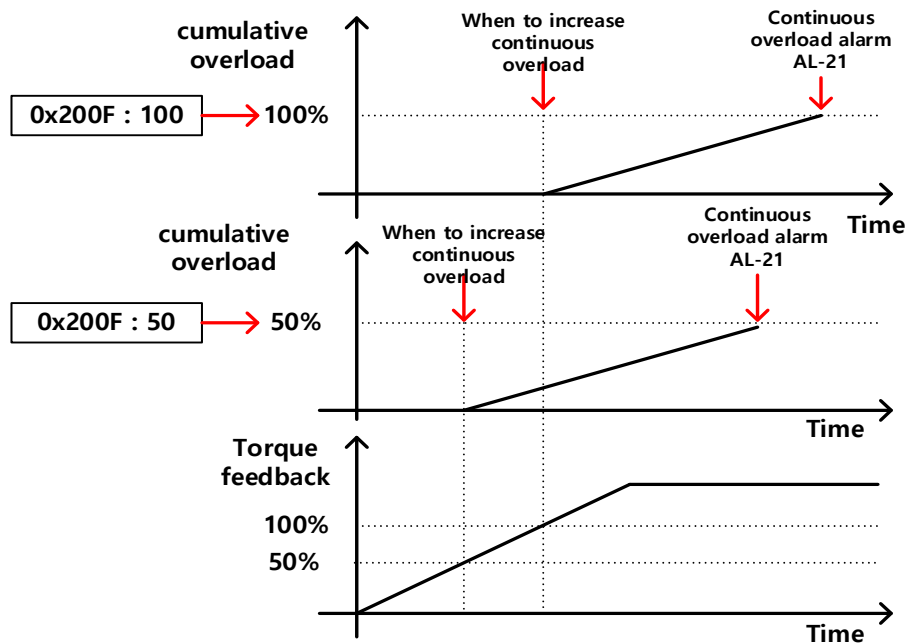 cumulative
overload
When to increase
continuous
overload
Continuous
overload alarm
AL-21
0x200F : 100
100%
Time
cumulative
overload
When to increase
continuous
overload
Continuous
overload alarm
AL-21
0x200F : 50
50%
Time
Torque
feedback
100%
50%
Time